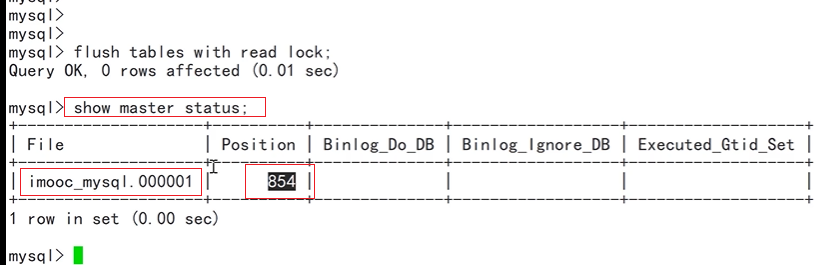 mysql>
mysql>
mysql>
mysql> flush tables with read lock;
Query OK, 0 rows affected (0.01 sec)
mysql> show master status;
+----------------------+----------+--------------+------------------+-------------------+
| File | Position | Binlog_Do_DB | Binlog_Ignore_DB | Executed_Gtid_Set |
+----------------------+----------+--------------+------------------+-------------------+
| imooc_mysql.000001 | 854 | | | |
+----------------------+----------+--------------+------------------+-------------------+
1 row in set (0.00 sec)
mysql>